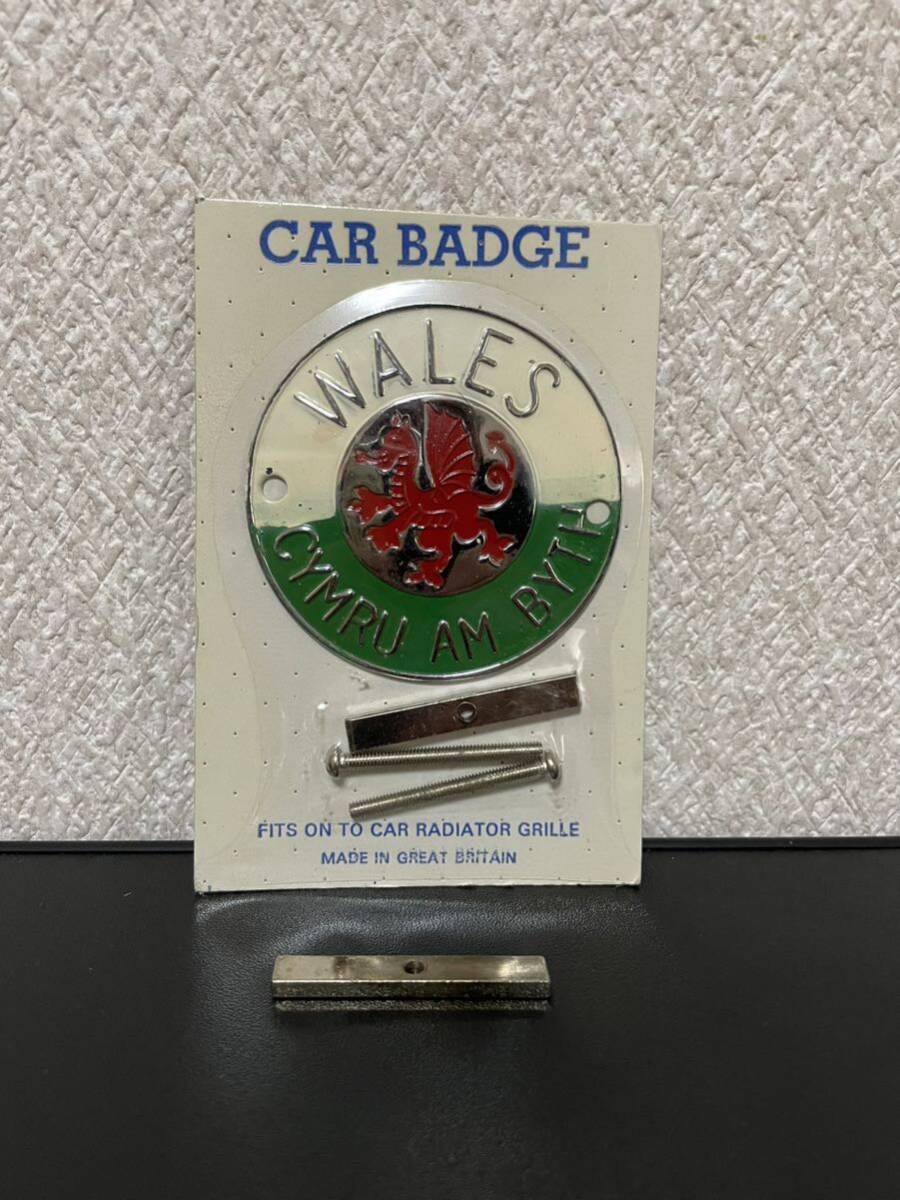 CAR BADGE
WALES
CYMRU AM BYTH
FITS ON TO CAR RADIATOR GRILLE
MADE IN GREAT BRITAIN